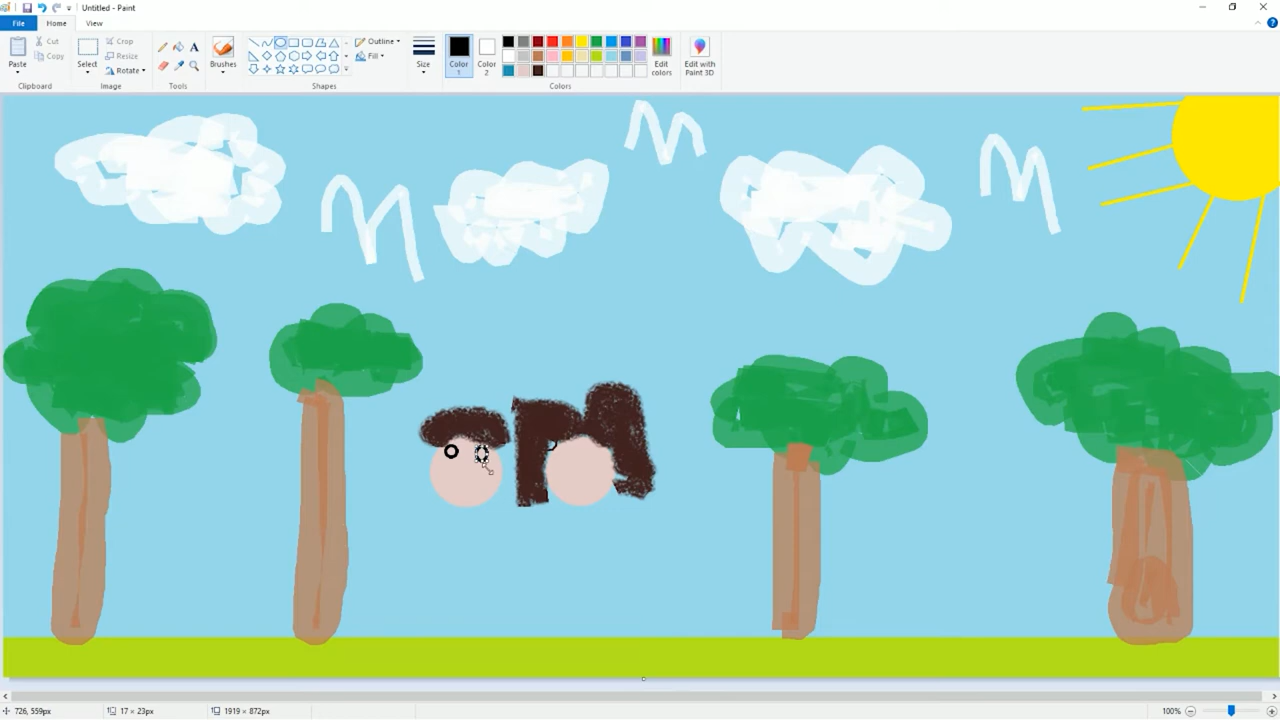 Untitled - Paint
File Home View
Paste Cut Copy Clipboard
Select Crop Resize Rotate Image
A Tools
Brushes
Outline Fill Shapes
Size
Color 1
Color 2
Edit colors Colors
Edit with Paint 3D
726, 559px 17 × 23px 1919 × 872px 100%